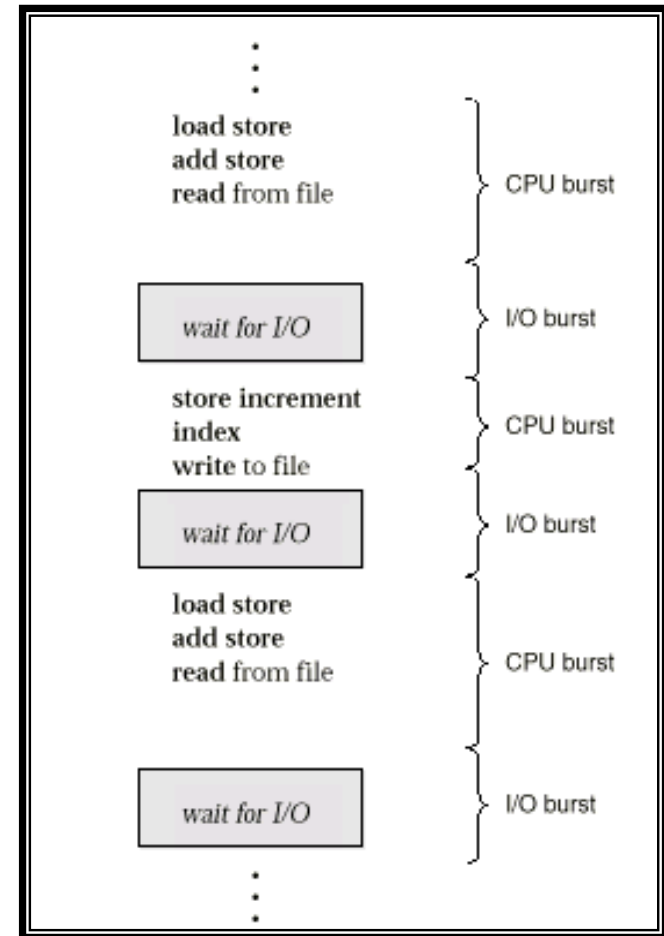 load store
add store
read from file
CPU burst
wait for I/O
I/O burst
store increment
index
write to file
CPU burst
wait for I/O
I/O burst
load store
add store
read from file
CPU burst
wait for I/O
I/O burst